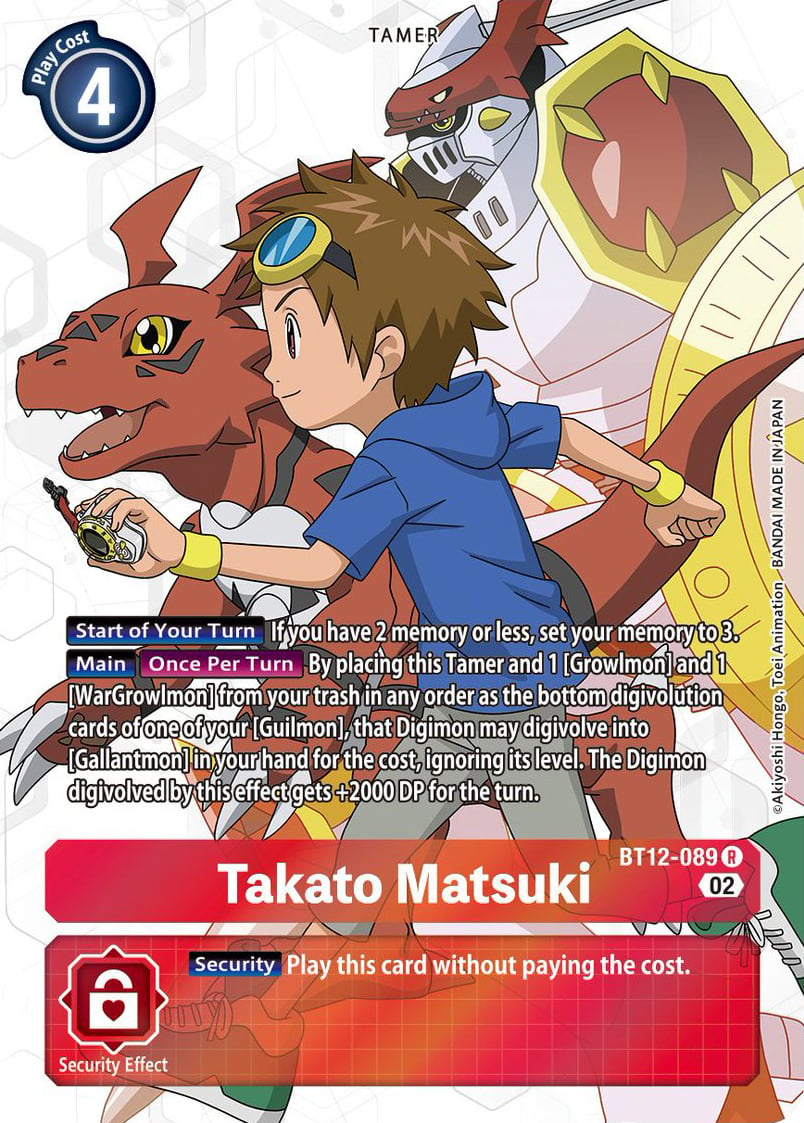 TAMER
Play Cost
4
Start of Your Turn If you have 2 memory or less, set your memory to 3.
Main Once Per Turn By placing this Tamer and 1 [Growlmon] and 1
[WarGrowlmon] from your trash in any order as the bottom digivolution
cards of one of your [Guilmon], that Digimon may digivolve into
[Gallantmon] in your hand for the cost, ignoring its level. The Digimon
digivolved by this effect gets +2000 DP for the turn.
©Akiyoshi Hongo, Toei Animation BANDAI MADE IN JAPAN
BT12-089 R
Takato Matsuki
02
Security Play this card without paying the cost.
Security Effect